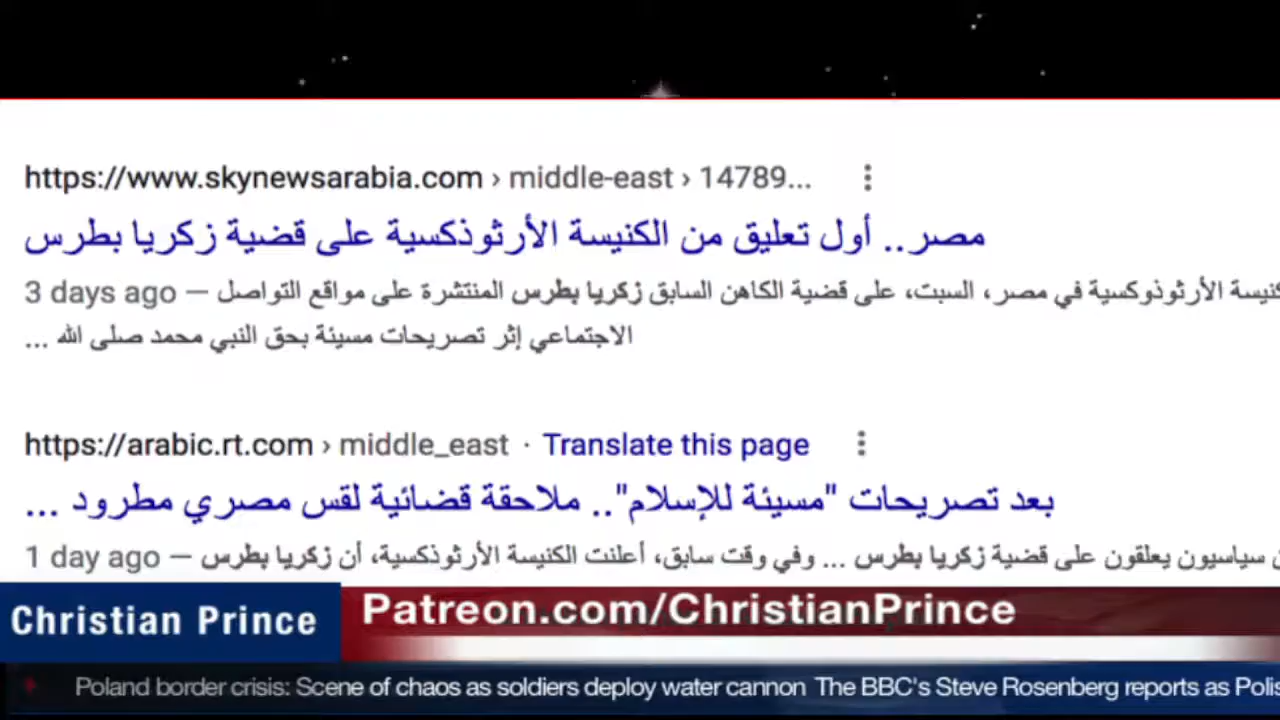 https://www.skynewsarabia.com › middle-east › 14789...
مصر.. أول تعليق من الكنيسة الأرثوذكسية على قضية زكريا بطرس
3 days ago — كنيسة الأرثوذوكسية في مصر، السبت، على قضية الكاهن السابق زكريا بطرس المنتشرة على مواقع التواصل
الاجتماعي إثر تصريحات مسيئة بحق النبي محمد صلى الله ...
https://arabic.rt.com › middle_east · Translate this page
بعد تصريحات "مسيئة للإسلام".. ملاحقة قضائية لقس مصري مطرود ...
1 day ago — سياسيون يعلقون على قضية زكريا بطرس ... وفي وقت سابق، أعلنت الكنيسة الأرثوذكسية، أن زكريا بطرس
Christian Prince
Patreon.com/ChristianPrince
Poland border crisis: Scene of chaos as soldiers deploy water cannon The BBC's Steve Rosenberg reports as Polis